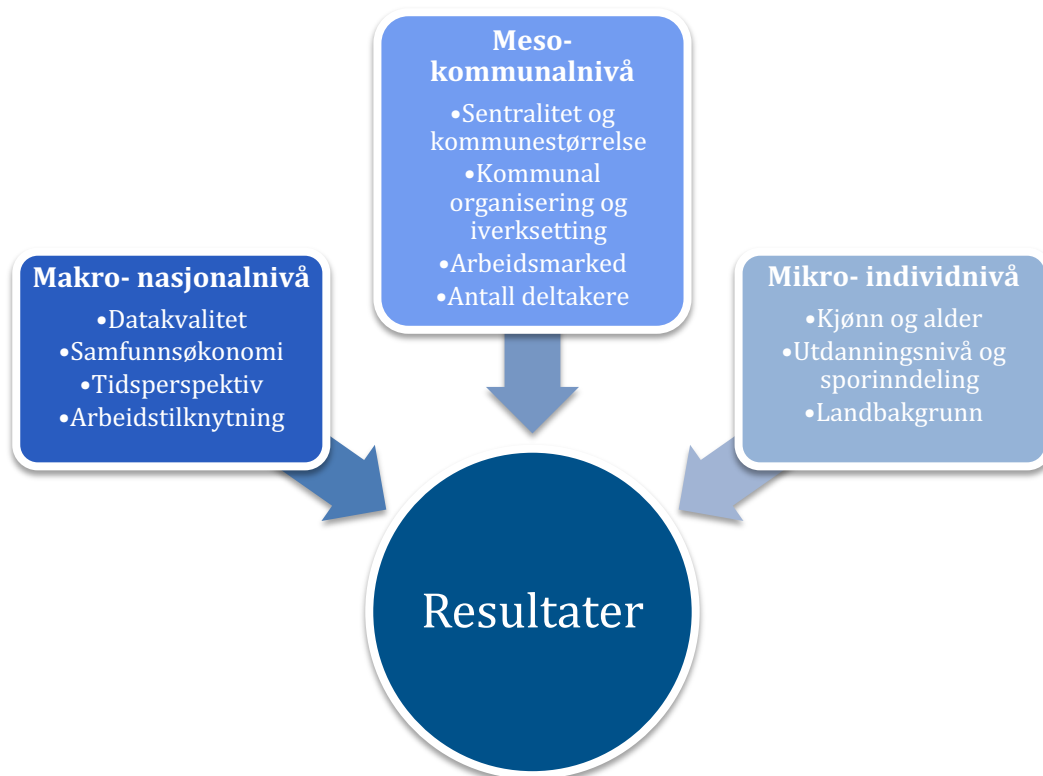 Makro- nasjonalnivå
•Datakvalitet
•Samfunnsøkonomi
•Tidsperspektiv
•Arbeidstilknytning
Meso-
kommunalnivå
•Sentralitet og
kommunestørrelse
•Kommunal
organisering og
iverksetting
•Arbeidsmarked
•Antall deltakere
Mikro- individnivå
•Kjønn og alder
•Utdanningsnivå og
sporinndeling
•Landbakgrunn
Resultater